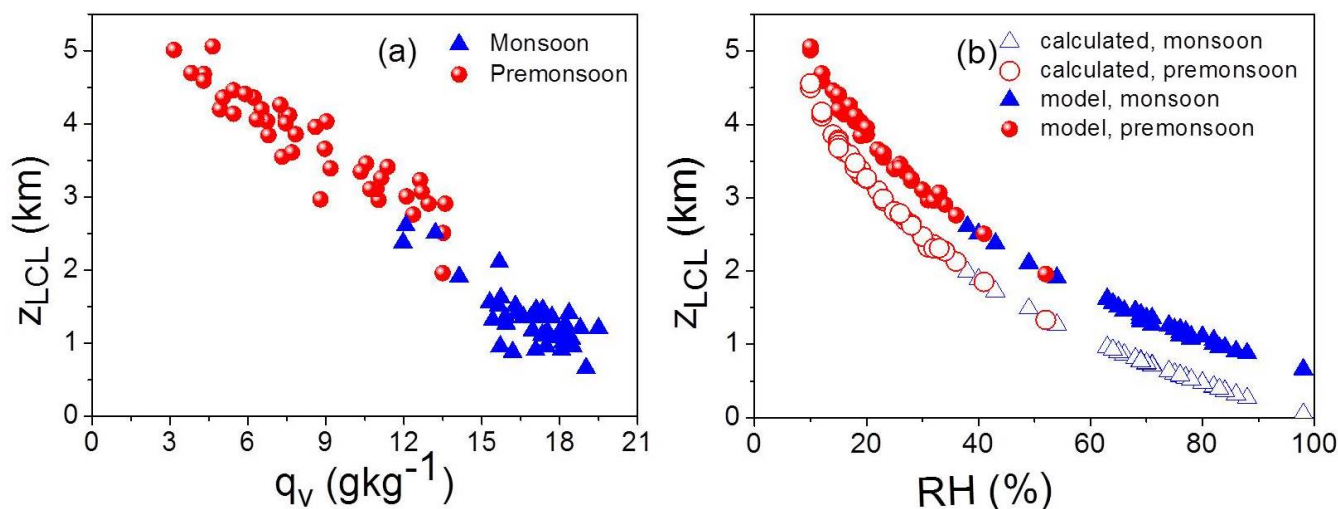 (a)
Monsoon
Premonsoon
z_LCL (km)
5
4
3
2
1
0
0 3 6 9 12 15 18 21
q_v (gkg^-1)
(b)
calculated, monsoon
calculated, premonsoon
model, monsoon
model, premonsoon
z_LCL (km)
5
4
3
2
1
0
0 20 40 60 80 100
RH (%)